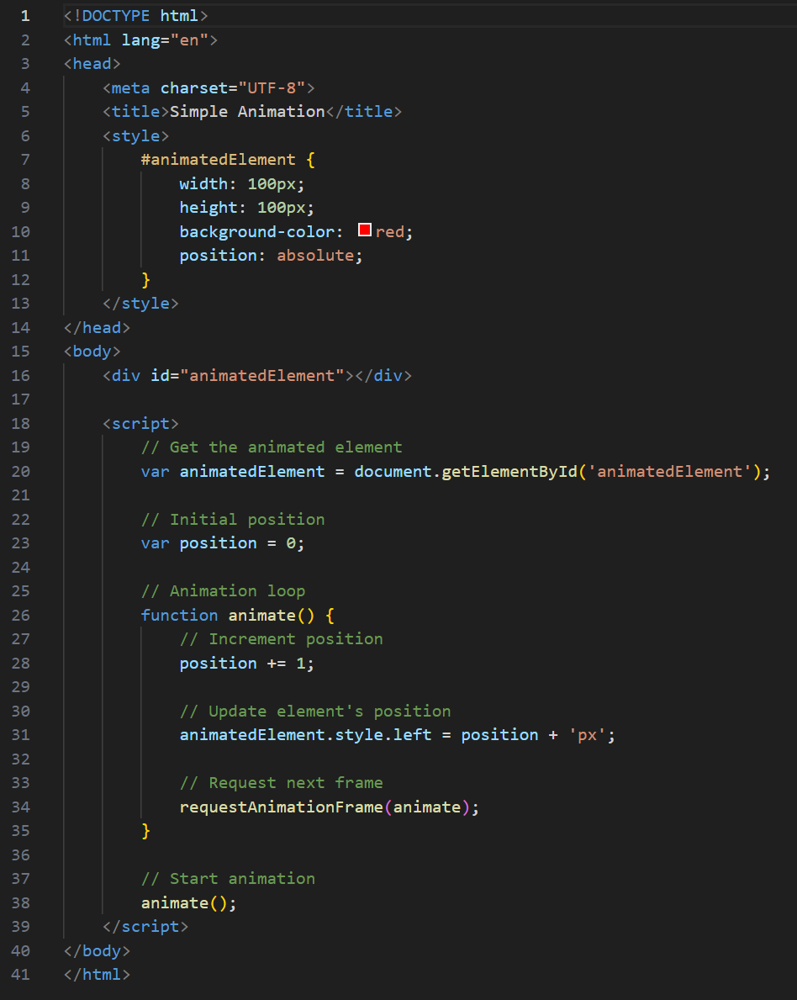 1 <!DOCTYPE html>
2 <html lang="en">
3 <head>
4     <meta charset="UTF-8">
5     <title>Simple Animation</title>
6     <style>
7         #animatedElement {
8             width: 100px;
9             height: 100px;
10             background-color: red;
11             position: absolute;
12         }
13     </style>
14 </head>
15 <body>
16     <div id="animatedElement"></div>
17
18     <script>
19         // Get the animated element
20         var animatedElement = document.getElementById('animatedElement');
21
22         // Initial position
23         var position = 0;
24
25         // Animation loop
26         function animate() {
27             // Increment position
28             position += 1;
29
30             // Update element's position
31             animatedElement.style.left = position + 'px';
32
33             // Request next frame
34             requestAnimationFrame(animate);
35         }
36
37         // Start animation
38         animate();
39     </script>
40 </body>
41 </html>